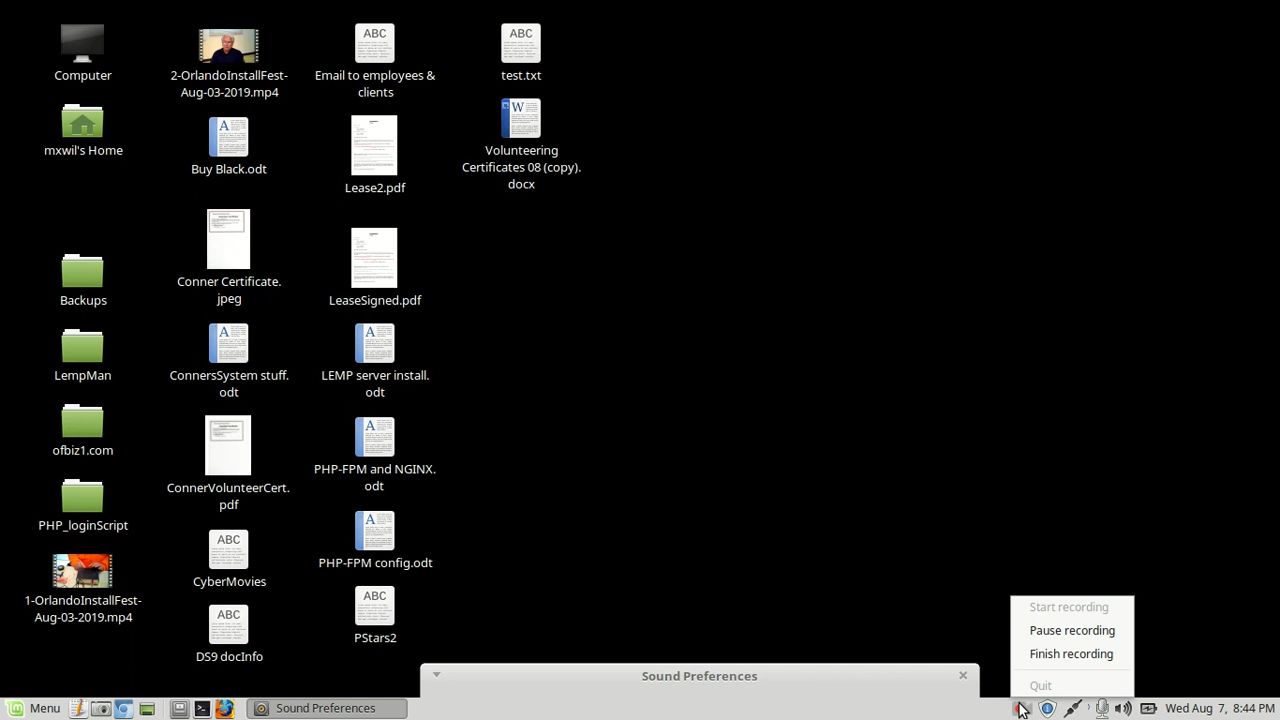 Computer
mxwil's Home
Backups
LempMan
ofbiz1.com
PHP_loginScript
1-OrlandoInstallFest-
Aug-03-2019.mp4
2-OrlandoInstallFest-
Aug-03-2019.mp4
Buy Black.odt
Conner Certificate.
jpeg
ConnersSystem stuff.
odt
ConnerVolunteerCert.
pdf
ABC
CyberMovies
ABC
DS9 docInfo
ABC
Email to employees &
clients
Lease2.pdf
LeaseSigned.pdf
LEMP server install.
odt
PHP-FPM and NGINX.
odt
PHP-FPM config.odt
ABC
PStars2
ABC
test.txt
Volunteering
Certificates 08 (copy).
docx
Start recording
Pause recording
Finish recording
Quit
Sound Preferences
Menu
Sound Preferences
Wed Aug 7, 8:44 PM